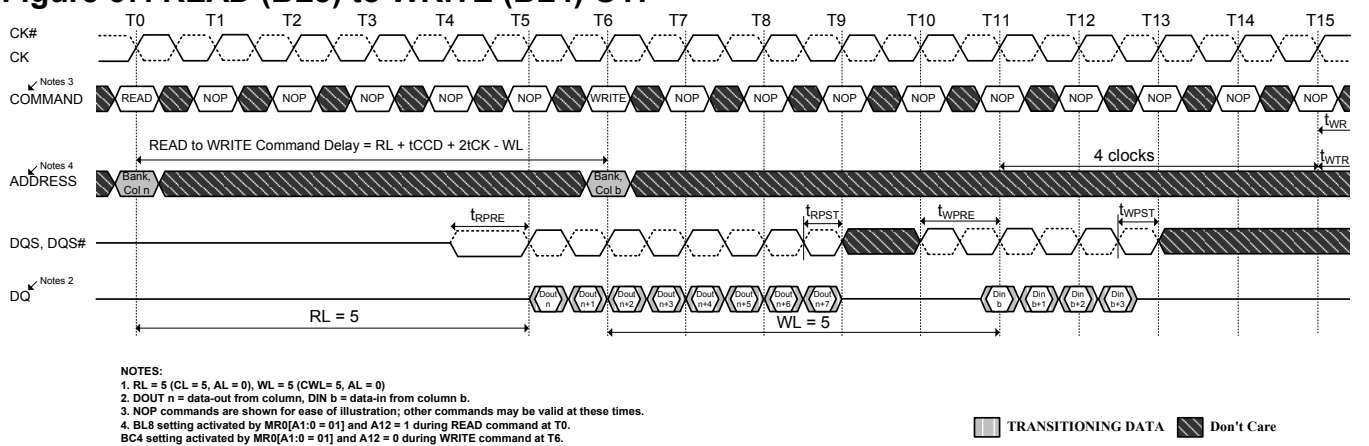 T0 T1 T2 T3 T4 T5 T6 T7 T8 T9 T10 T11 T12 T13 T14 T15
CK#
CK
Notes 3
COMMAND READ NOP NOP NOP NOP NOP WRITE NOP NOP NOP NOP NOP NOP NOP NOP NOP
tWR
READ to WRITE Command Delay = RL + tCCD + 2tCK - WL
4 clocks
tWTR
Notes 4
ADDRESS
Bank, Col n
Bank, Col b
tRPRE tRPST tWPRE tWPST
DQS, DQS#
Notes 2
DQ
Dout n
Dout n+1
Dout n+2
Dout n+3
Dout n+4
Dout n+5
Dout n+6
Dout n+7
Din b
Din b+1
Din b+2
Din b+3
RL = 5
WL = 5
NOTES:
1. RL = 5 (CL = 5, AL = 0), WL = 5 (CWL= 5, AL = 0)
2. DOUT n = data-out from column, DIN b = data-in from column b.
3. NOP commands are shown for ease of illustration; other commands may be valid at these times.
4. BL8 setting activated by MR0[A1:0 = 01] and A12 = 1 during READ command at T0.
BC4 setting activated by MR0[A1:0 = 01] and A12 = 0 during WRITE command at T6.
TRANSITIONING DATA
Don't Care